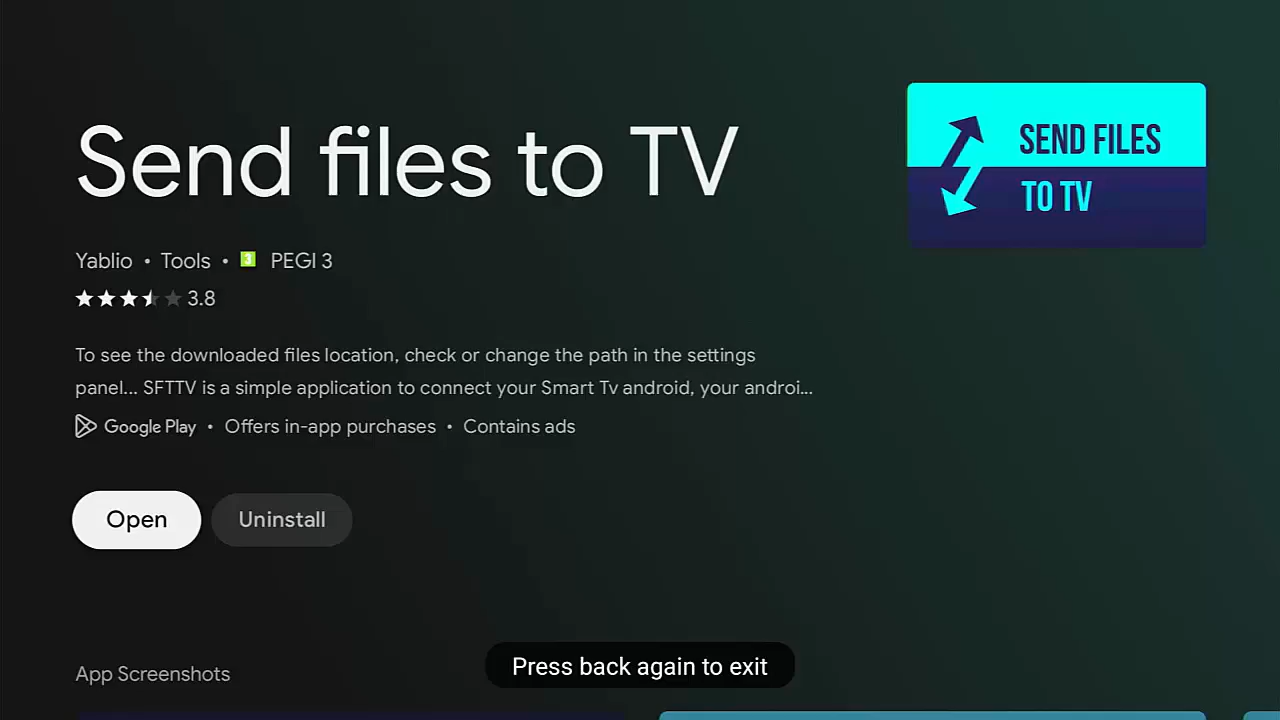 Send files to TV
SEND FILES
TO TV
Yablio • Tools • 3 PEGI 3
3.8
To see the downloaded files location, check or change the path in the settings
panel... SFTTV is a simple application to connect your Smart Tv android, your androi...
Google Play • Offers in-app purchases • Contains ads
Open Uninstall
App Screenshots
Press back again to exit